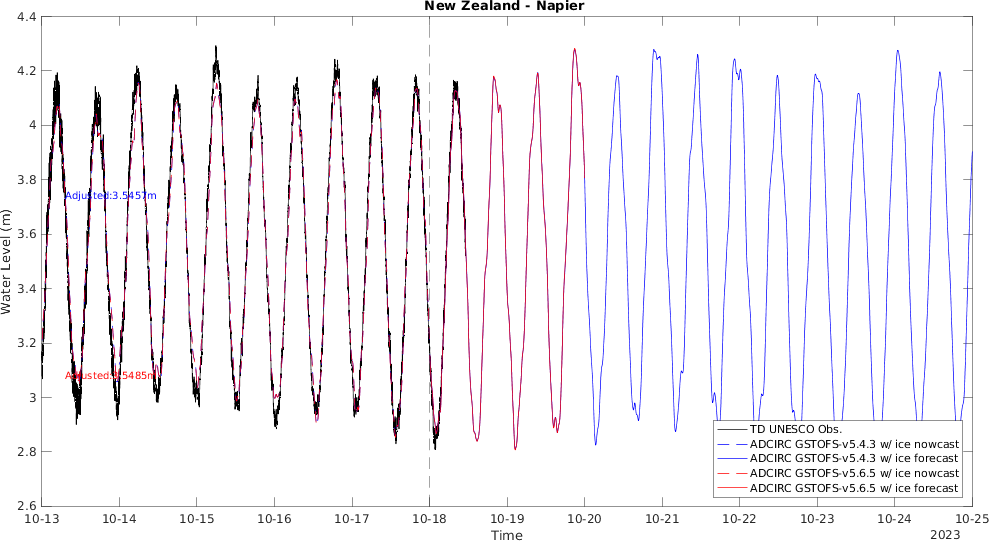 New Zealand - Napier
4.4
4.2
4
3.8
3.6
3.4
3.2
3
2.8
2.6
Water Level (m)
Adjusted:3.5457m
Adjusted:3.5485m
TD UNESCO Obs.
ADCIRC GSTOFS-v5.4.3 w/ ice nowcast
ADCIRC GSTOFS-v5.4.3 w/ ice forecast
ADCIRC GSTOFS-v5.6.5 w/ ice nowcast
ADCIRC GSTOFS-v5.6.5 w/ ice forecast
10-13 10-14 10-15 10-16 10-17 10-18 10-19 10-20 10-21 10-22 10-23 10-24 10-25
Time
2023